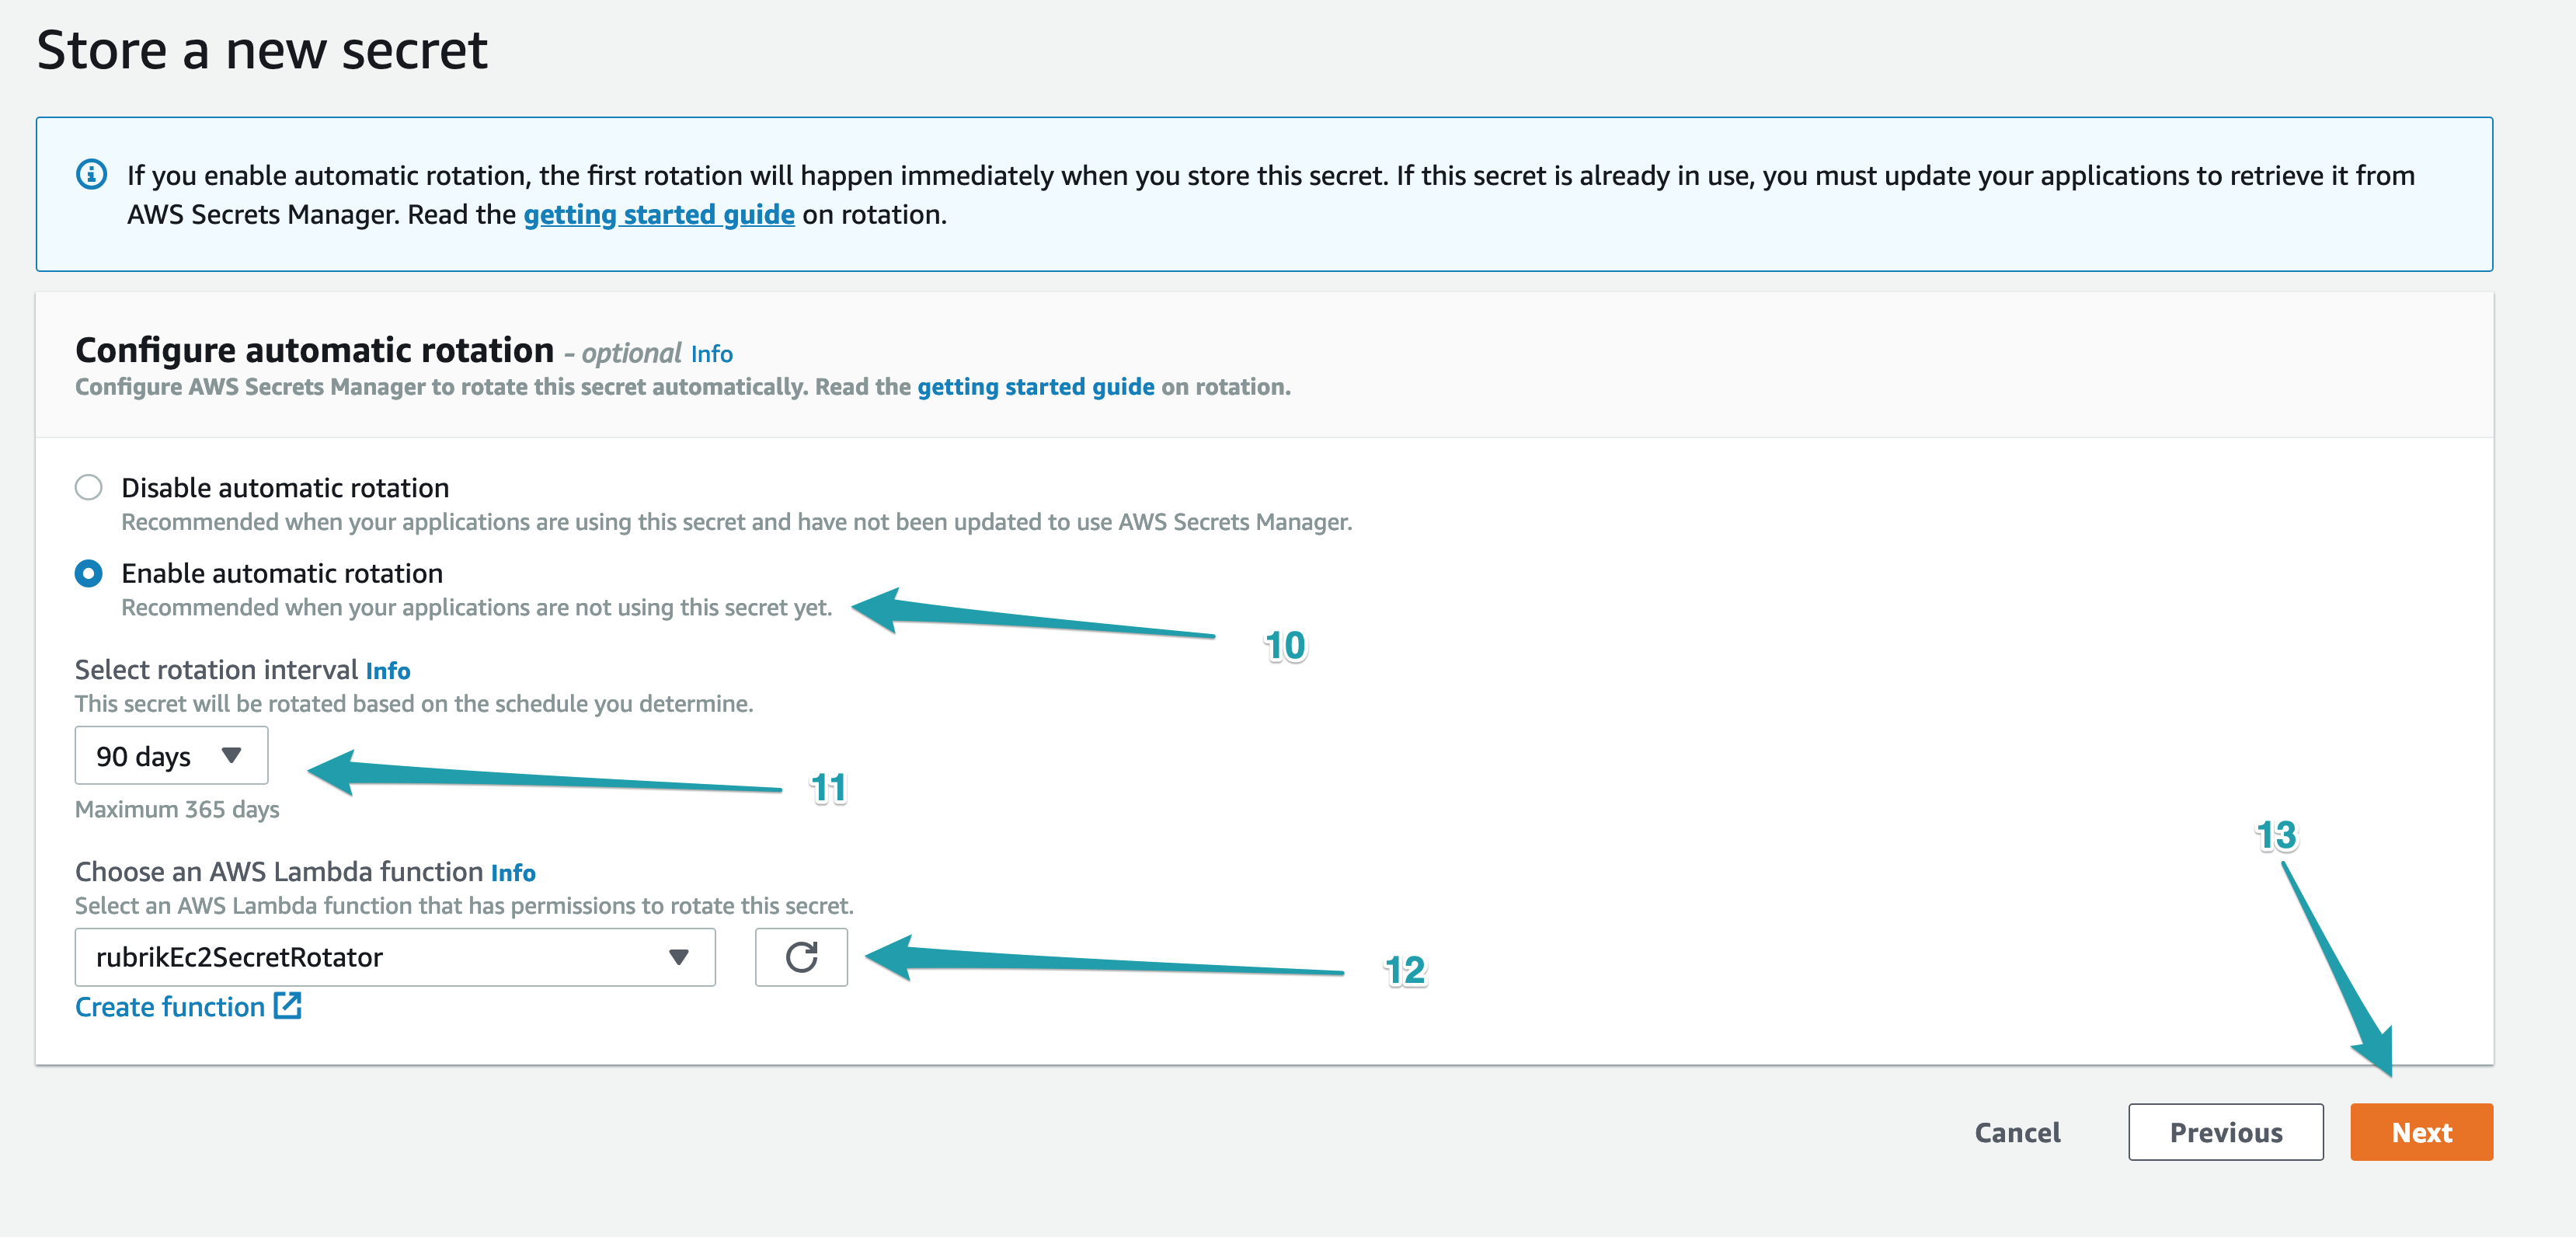 Store a new secret
If you enable automatic rotation, the first rotation will happen immediately when you store this secret. If this secret is already in use, you must update your applications to retrieve it from
AWS Secrets Manager. Read the getting started guide on rotation.
Configure automatic rotation - optional Info
Configure AWS Secrets Manager to rotate this secret automatically. Read the getting started guide on rotation.
Disable automatic rotation
Recommended when your applications are using this secret and have not been updated to use AWS Secrets Manager.
Enable automatic rotation
Recommended when your applications are not using this secret yet.
10
Select rotation interval Info
This secret will be rotated based on the schedule you determine.
90 days
11
Maximum 365 days
13
Choose an AWS Lambda function Info
Select an AWS Lambda function that has permissions to rotate this secret.
rubrikEc2SecretRotator
12
Create function
Cancel
Previous
Next